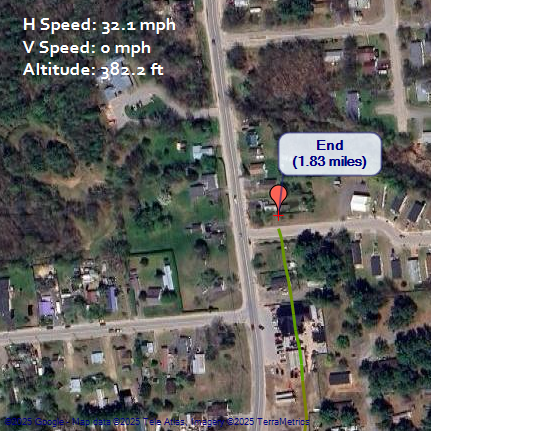 H Speed: 32.1 mph
V Speed: 0 mph
Altitude: 382.2 ft
End
(1.83 miles)
©2025 Google - Map data ©2025 Tele Atlas, Imagery ©2025 TerraMetrics